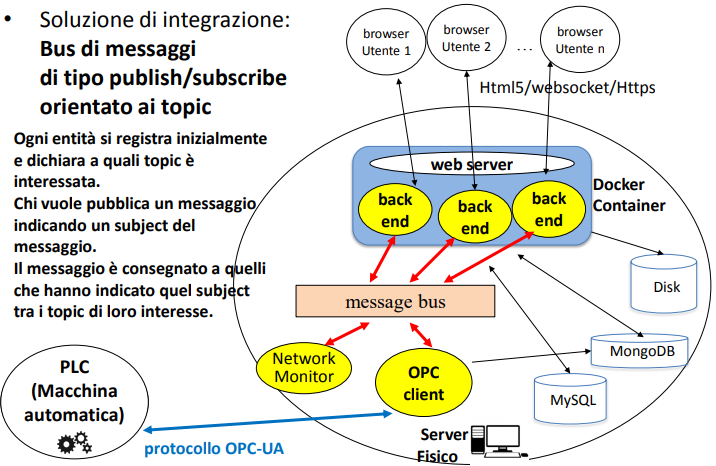 • Soluzione di integrazione:
Bus di messaggi
di tipo publish/subscribe
orientato ai topic
Ogni entità si registra inizialmente
e dichiara a quali topic è
interessata.
Chi vuole pubblica un messaggio
indicando un subject del
messaggio.
Il messaggio è consegnato a quelli
che hanno indicato quel subject
tra i topic di loro interesse.
browser
Utente 1
browser
Utente 2
...
browser
Utente n
Html5/websocket/Https
web server
back
end
back
end
back
end
Docker
Container
Disk
message bus
MongoDB
Network
Monitor
OPC
client
MySQL
PLC
(Macchina
automatica)
protocollo OPC-UA
Server
Fisico